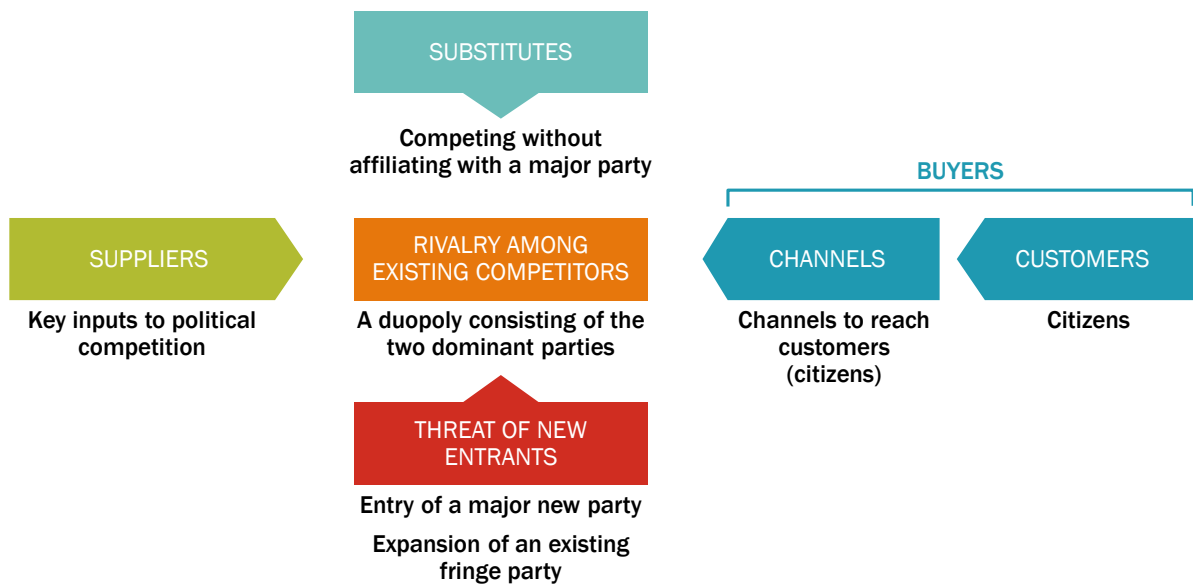 SUBSTITUTES
Competing without
affiliating with a major party
BUYERS
SUPPLIERS
Key inputs to political
competition
RIVALRY AMONG
EXISTING COMPETITORS
A duopoly consisting of the
two dominant parties
CHANNELS
Channels to reach
customers
(citizens)
CUSTOMERS
Citizens
THREAT OF NEW
ENTRANTS
Entry of a major new party
Expansion of an existing
fringe party